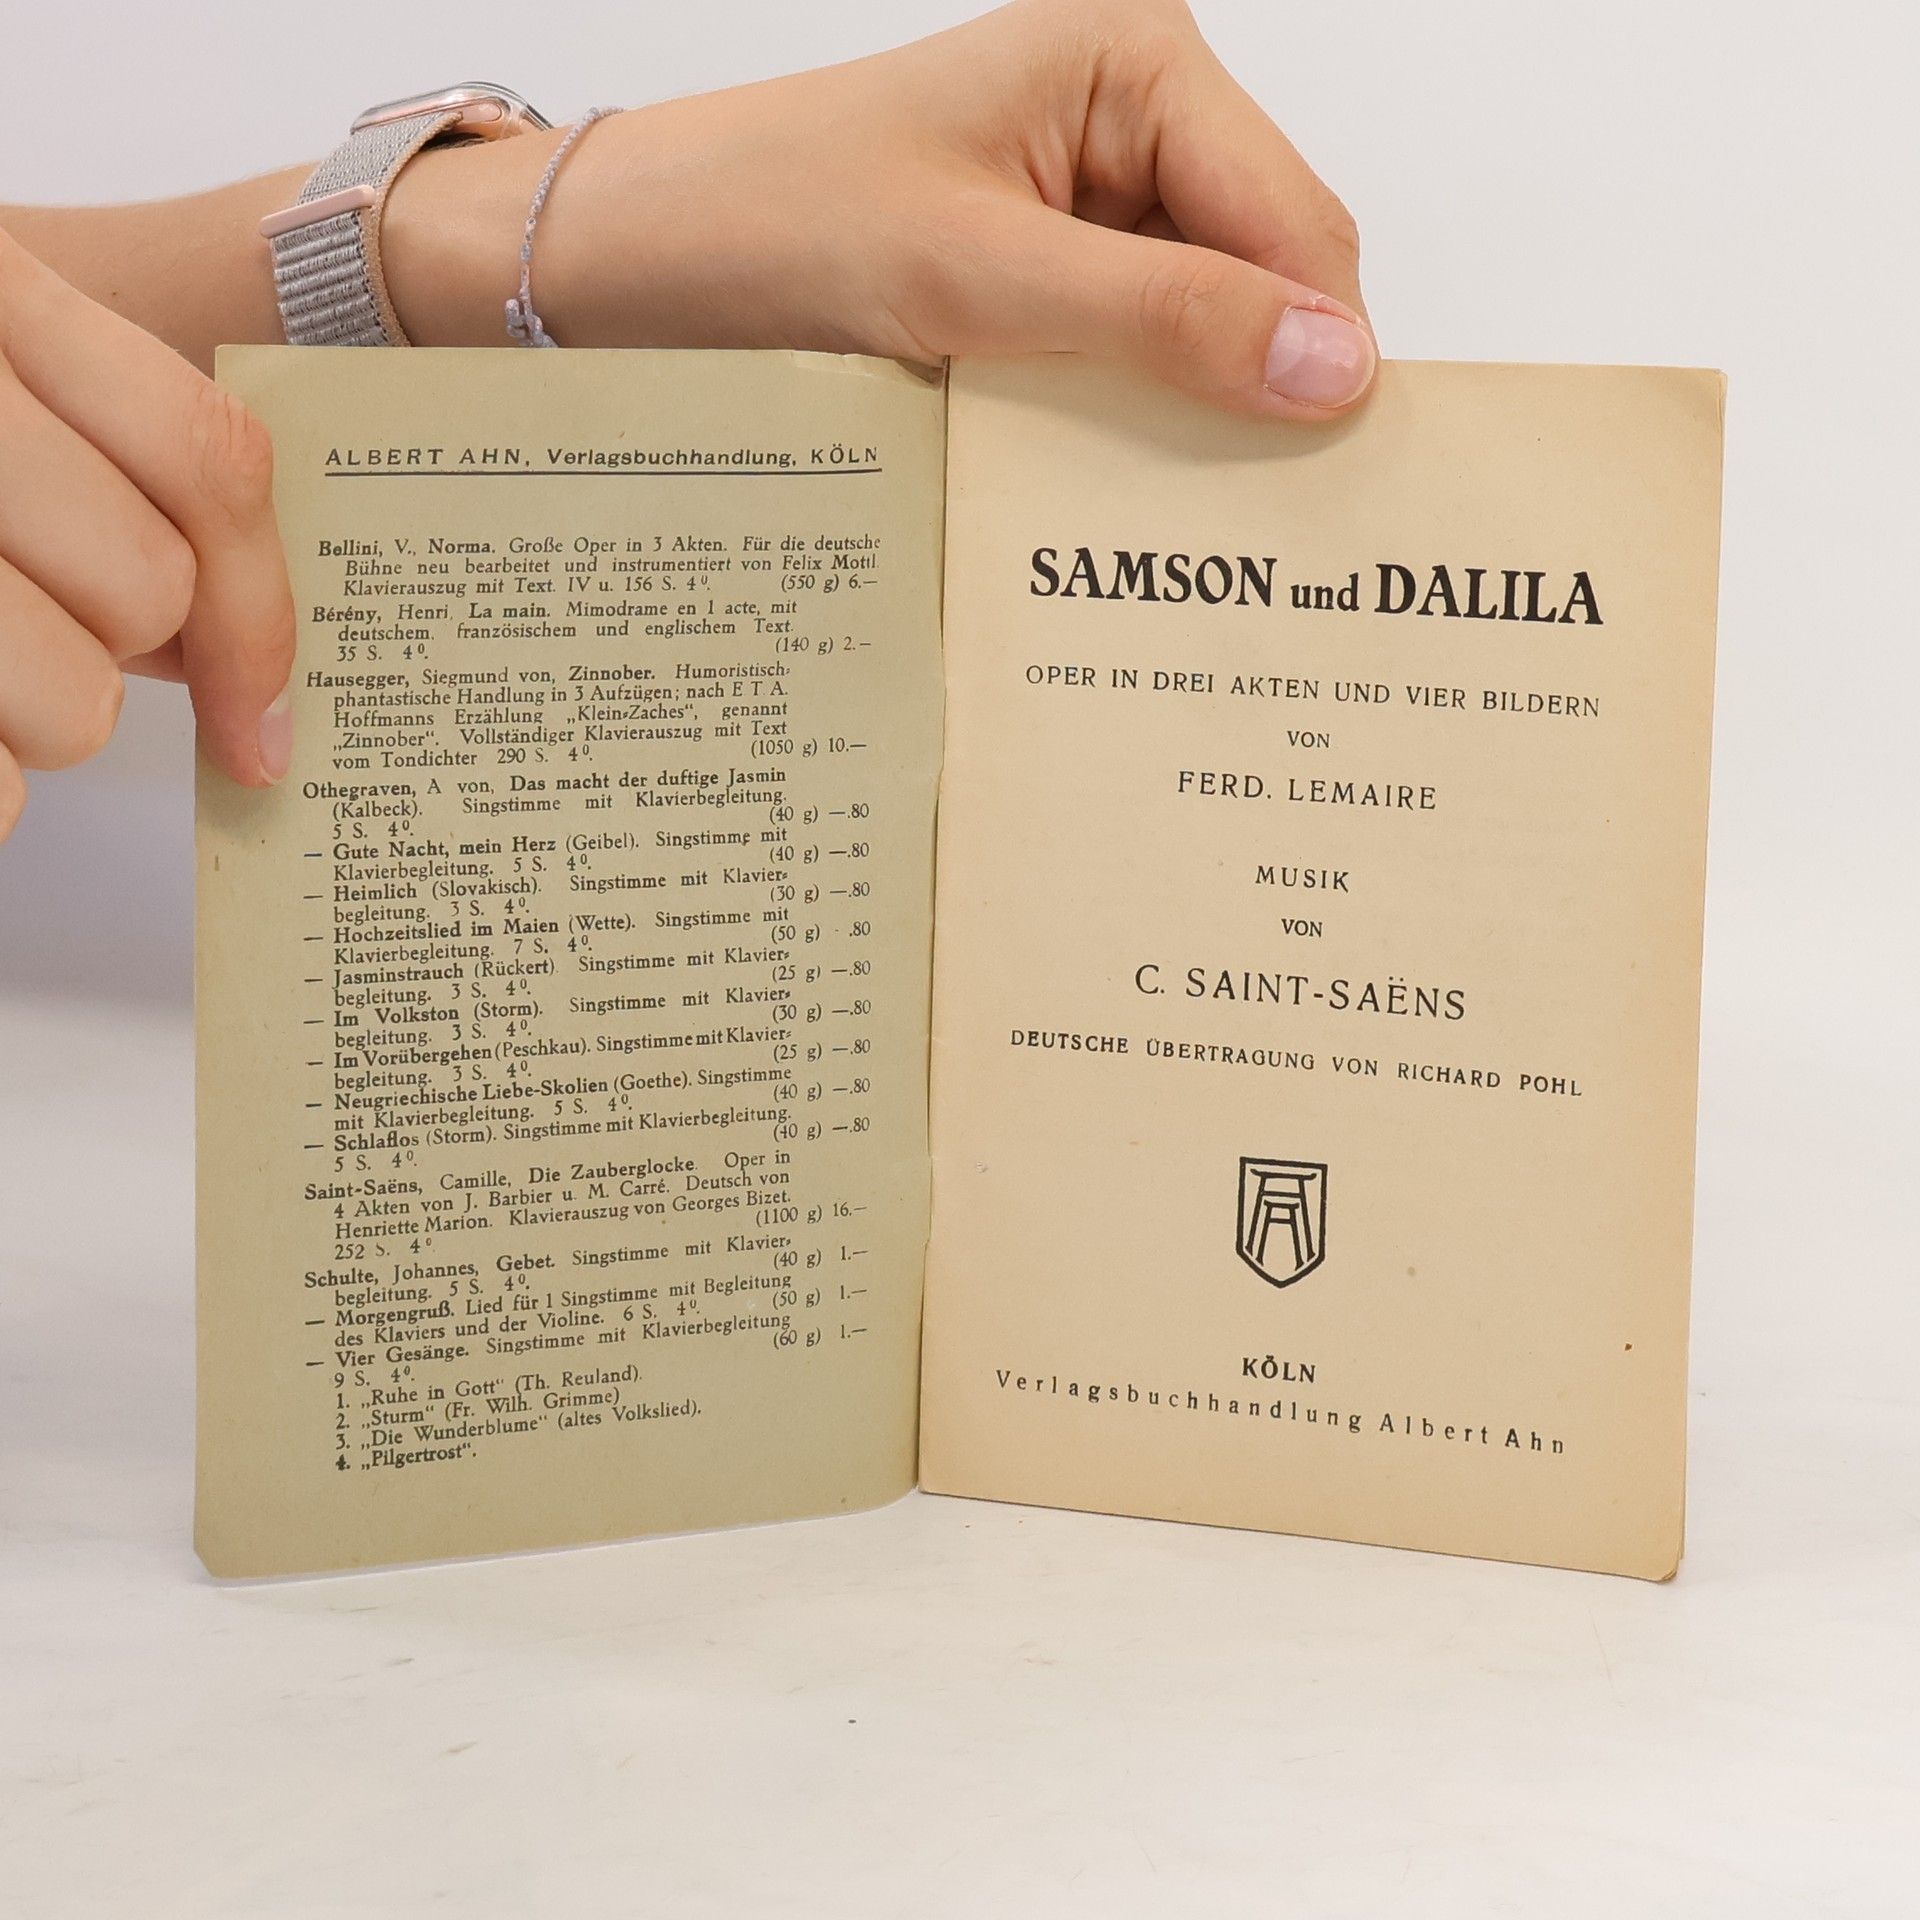 ALBERT AHN, Verlagsbuchhandlung, KÖLN
Bellini, V., Norma. Große Oper in 3 Akten. Für die deutsche
Bühne neu bearbeitet und instrumentiert von Felix Mottl.
Klavierauszug mit Text. IV u. 156 S. 4⁰. (550 g) 6.—
Bérény, Henri, La main. Mimodrame en 1 acte, mit
deutschem, französischem und englischem Text.
35 S. 4⁰. (140 g) 2.—
Hausegger, Siegmund von, Zinnober. Humoristisch-
phantastische Handlung in 3 Aufzügen; nach E T. A.
Hoffmanns Erzählung „Klein-Zaches“, genannt
„Zinnober“. Vollständiger Klavierauszug mit Text
vom Tondichter 290 S. 4⁰. (1050 g) 10.—
Othegraven, A von, Das macht der duftige Jasmin
(Kalbeck). Singstimme mit Klavierbegleitung.
5 S. 4⁰. (40 g) —.80
— Gute Nacht, mein Herz (Geibel). Singstimme mit
Klavierbegleitung. 5 S. 4⁰. (40 g) —.80
— Heimlich (Slovakisch). Singstimme mit Klavier-
begleitung. 3 S. 4⁰. (30 g) —.80
— Hochzeitslied im Maien (Wette). Singstimme mit
Klavierbegleitung. 7 S. 4⁰. (50 g) - .80
— Jasminstrauch (Rückert). Singstimme mit Klavier-
begleitung. 3 S. 4⁰. (25 g) —.80
— Im Volkston (Storm). Singstimme mit Klavier-
begleitung. 3 S. 4⁰. (30 g) —.80
— Im Vorübergehen (Peschkau). Singstimme mit Klavier-
begleitung. 3 S. 4⁰. (25 g) —.80
— Neugriechische Liebe-Skolien (Goethe). Singstimme
mit Klavierbegleitung. 5 S. 4⁰. (40 g) —.80
— Schlaflos (Storm). Singstimme mit Klavierbegleitung.
5 S. 4⁰. (40 g) —.80
Saint-Saëns, Camille, Die Zauberglocke. Oper in
4 Akten von J. Barbier u. M. Carré. Deutsch von
Henriette Marion. Klavierauszug von Georges Bizet.
252 S. 4⁰ (1100 g) 16.—
Schulte, Johannes, Gebet. Singstimme mit Klavier-
begleitung. 5 S. 4⁰. (40 g) 1.—
— Morgengruß. Lied für 1 Singstimme mit Begleitung
des Klaviers und der Violine. 6 S. 4⁰. (50 g) 1.—
— Vier Gesänge. Singstimme mit Klavierbegleitung
9 S. 4⁰. (60 g) 1.—
1. „Ruhe in Gott“ (Th. Reuland).
2. „Sturm“ (Fr. Wilh. Grimme)
3. „Die Wunderblume“ (altes Volkslied).
4. „Pilgertrost“.
SAMSON und DALILA
OPER IN DREI AKTEN UND VIER BILDERN
VON
FERD. LEMAIRE
MUSIK
VON
C. SAINT-SAËNS
DEUTSCHE ÜBERTRAGUNG VON RICHARD POHL
KÖLN
Verlagsbuchhandlung Albert Ahn